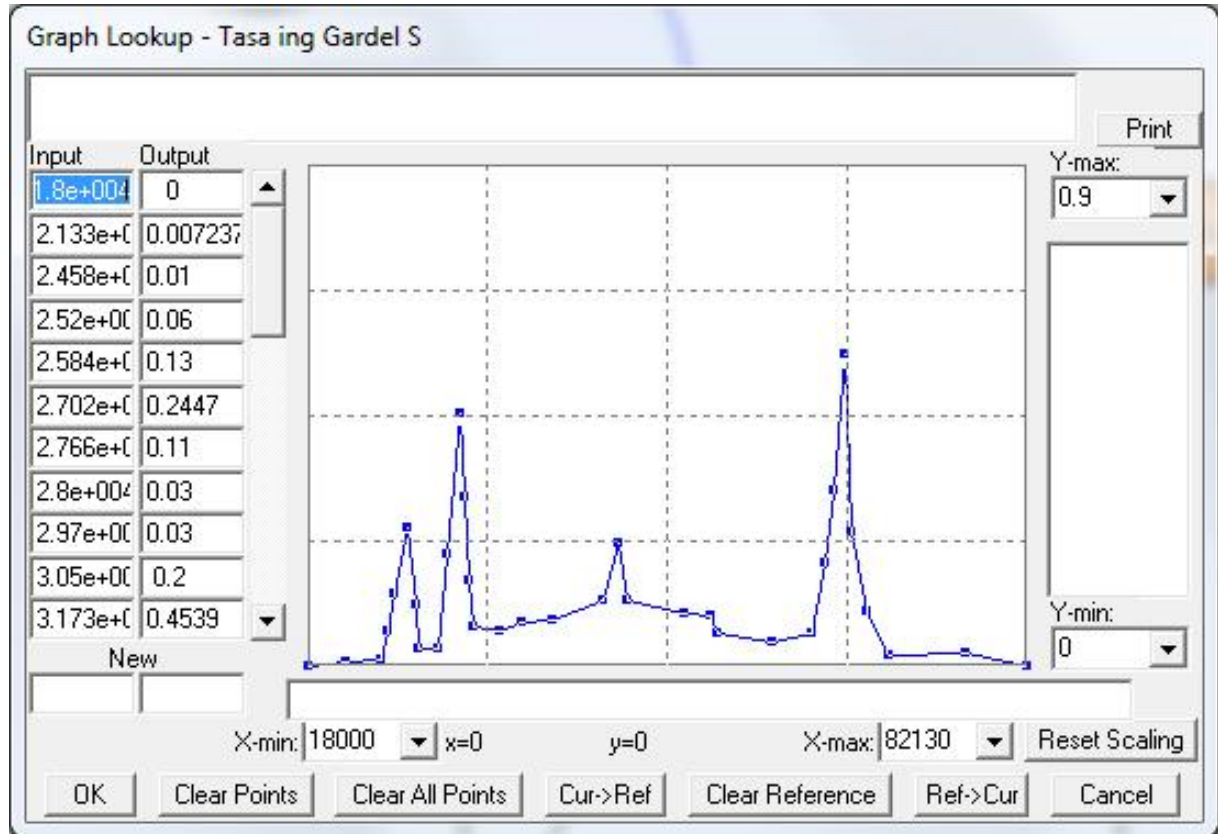 Graph Lookup - Tasa ing Gardel S
Print
Input Output
1.8e+004 0
2.133e+0 0.007237
2.458e+0 0.01
2.52e+00 0.06
2.584e+0 0.13
2.702e+0 0.2447
2.766e+0 0.11
2.8e+004 0.03
2.97e+00 0.03
3.05e+00 0.2
3.173e+0 0.4539
New
Y-max:
0.9
Y-min:
0
X-min: 18000 x=0 y=0 X-max: 82130 Reset Scaling
OK Clear Points Clear All Points Cur->Ref Clear Reference Ref->Cur Cancel